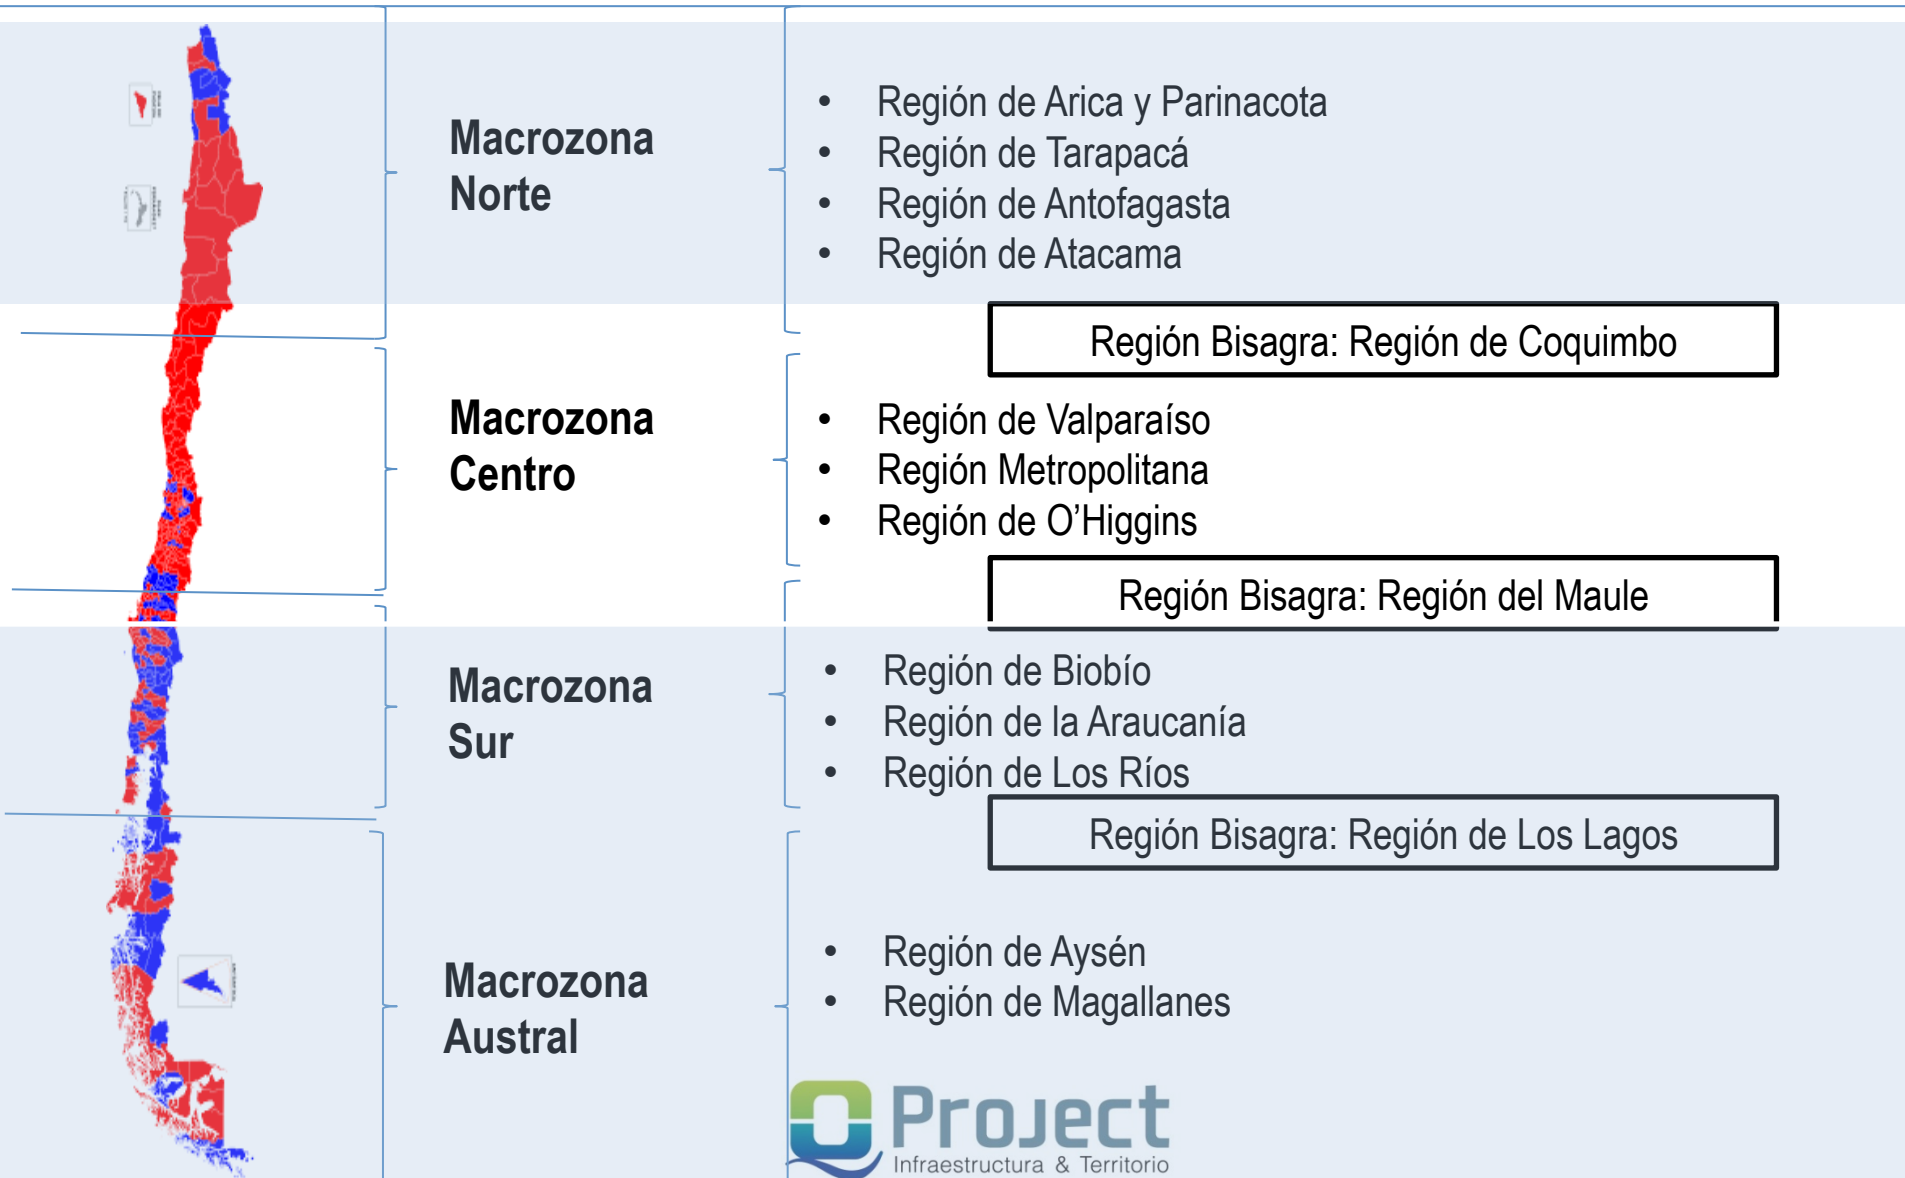 Macrozona
Norte
• Región de Arica y Parinacota
• Región de Tarapacá
• Región de Antofagasta
• Región de Atacama
Región Bisagra: Región de Coquimbo
Macrozona
Centro
• Región de Valparaíso
• Región Metropolitana
• Región de O’Higgins
Región Bisagra: Región del Maule
Macrozona
Sur
• Región de Biobío
• Región de la Araucanía
• Región de Los Ríos
Región Bisagra: Región de Los Lagos
Macrozona
Austral
• Región de Aysén
• Región de Magallanes
Project
Infraestructura & Territorio